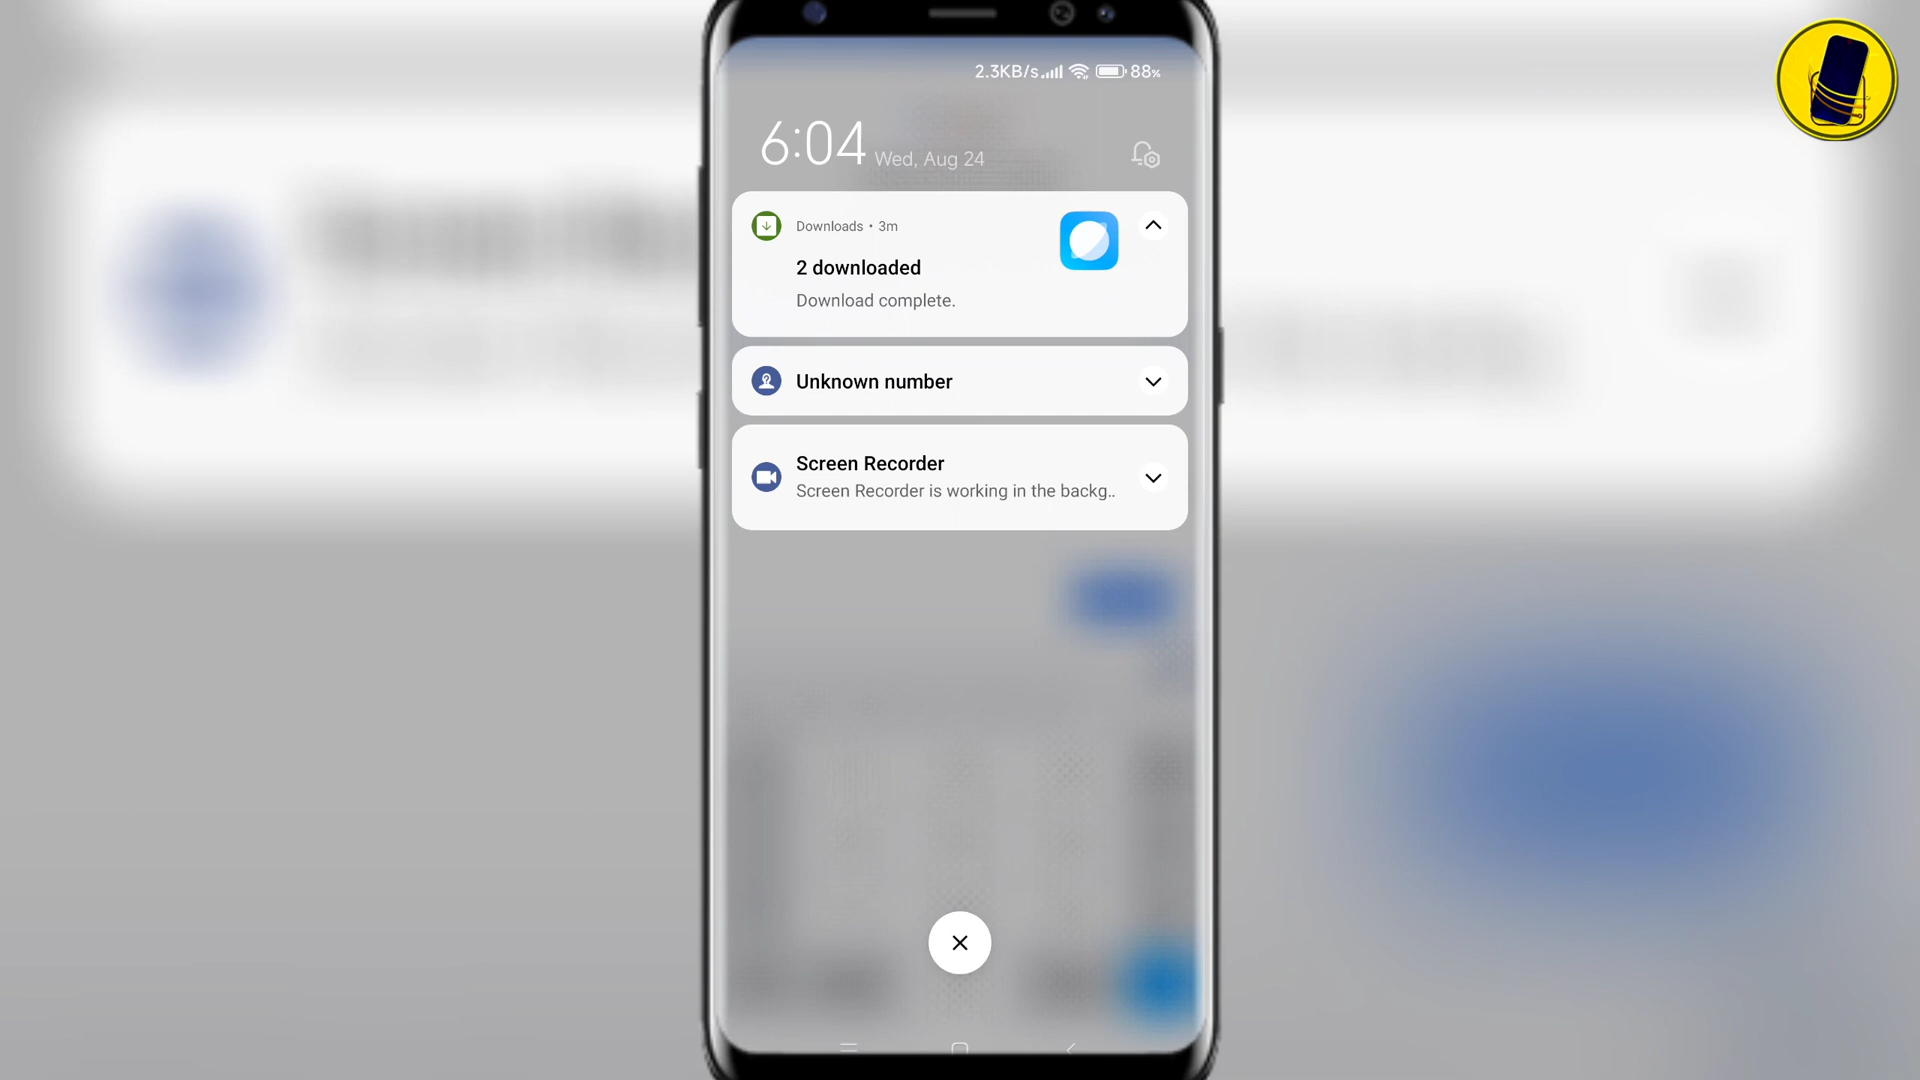 2.3KB/s 88%
6:04 Wed, Aug 24
Downloads • 3m
2 downloaded
Download complete.
Unknown number
Screen Recorder
Screen Recorder is working in the backg..